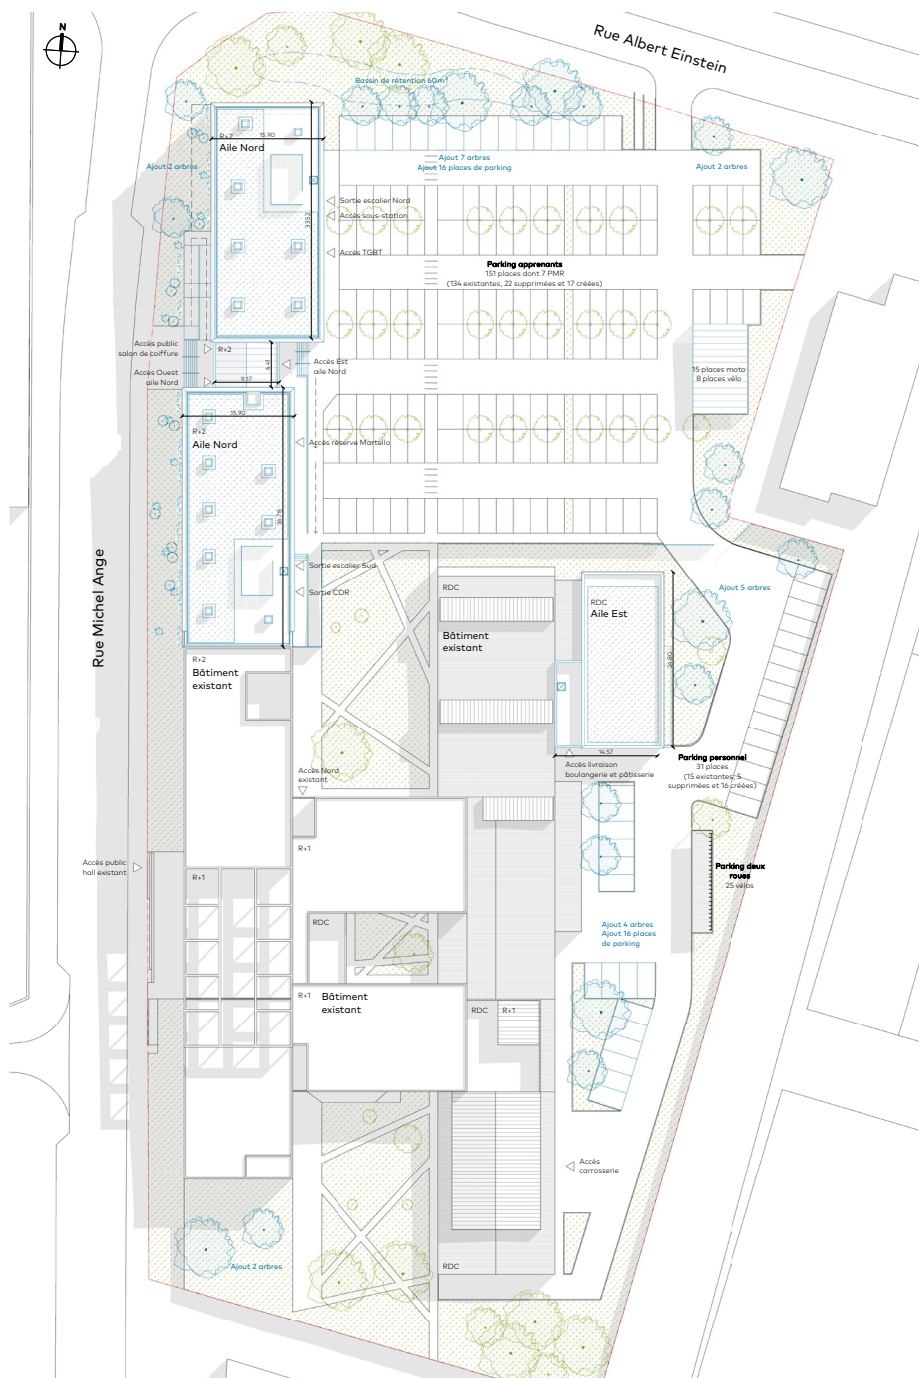 N
Rue Albert Einstein
Bassin de rétention 60m³
R+2
15.90
Aile Nord
33.52
Ajout 2 arbres
Ajout 7 arbres
Ajout 16 places de parking
Ajout 2 arbres
Sortie escalier Nord
Accès sous-station
Accès TGBT
Parking apprenants
151 places dont 7 PMR
(134 existantes, 22 supprimées et 17 créées)
Accès public
salon de coiffure
R+2
6.41
Accès Est
aile Nord
Accès Ouest
aile Nord
9.17
15 places moto
8 places vélo
15.90
R+2
Aile Nord
Accès réserve Martello
36.78
Sortie escalier Sud
Sortie CDR
Rue Michel Ange
RDC
RDC
Aile Est
Ajout 5 arbres
Bâtiment
existant
24.80
R+2
Bâtiment
existant
14.57
Accès livraison
boulangerie et pâtisserie
Parking personnel
31 places
(15 existantes, 5
supprimées et 16 créées)
Accès Nord
existant
R+1
Accès public
hall existant
R+1
Parking deux
roues
25 vélos
RDC
Ajout 4 arbres
Ajout 16 places
de parking
R+1
Bâtiment
existant
RDC
R+1
Accès
carrosserie
Ajout 2 arbres
RDC